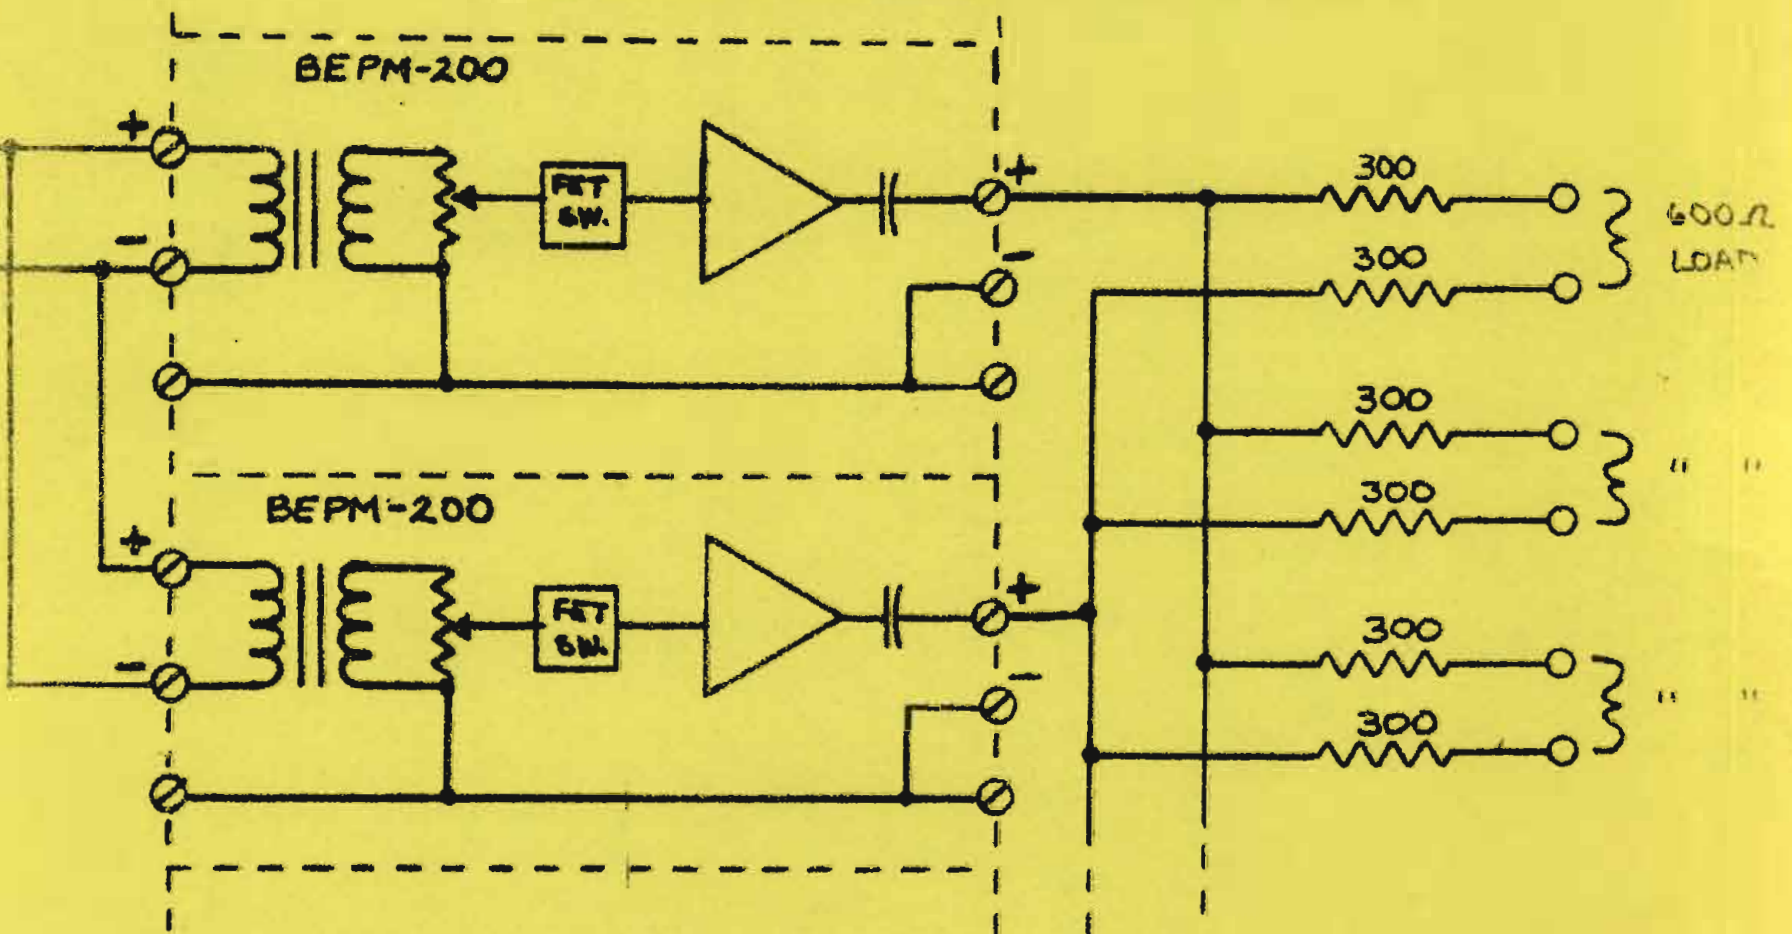 BEPM-200
+
-
FET
SW.
+
-
300
300
600Ω
LOAD
300
300
" "
BEPM-200
+
-
FET
SW.
+
-
300
300
" "